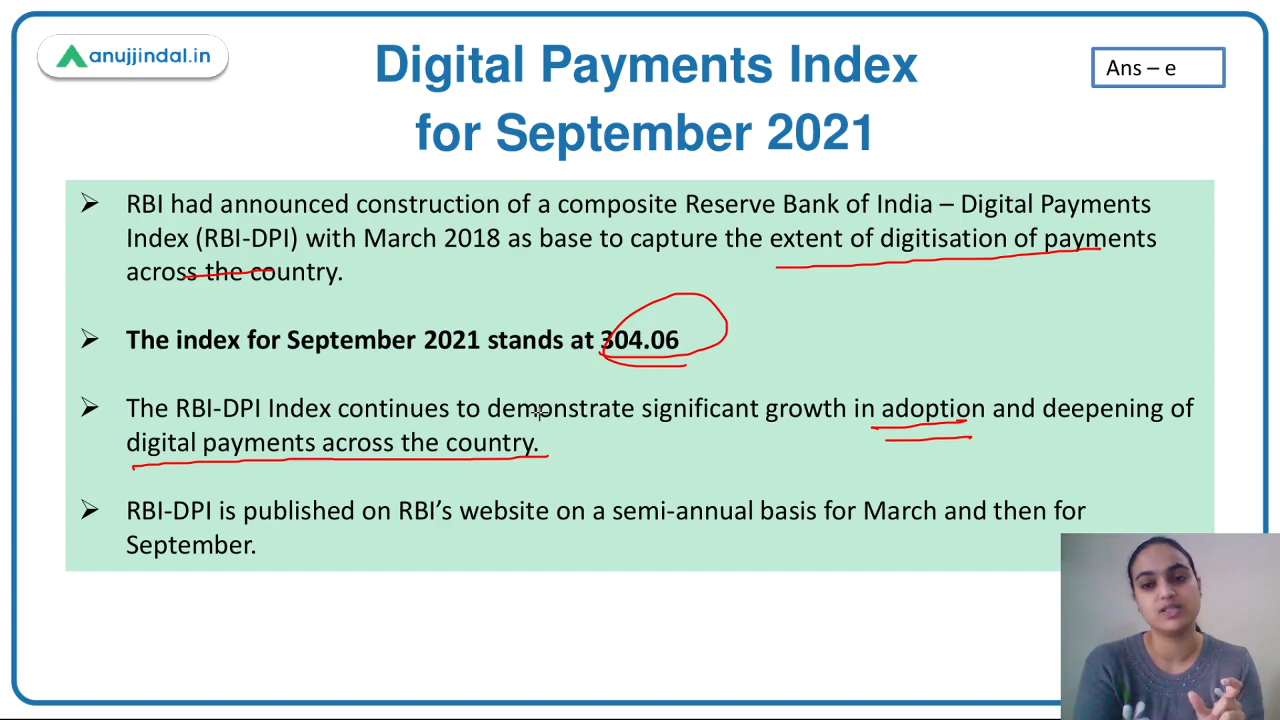 anujjindal.in
Digital Payments Index
for September 2021
Ans – e
➢ RBI had announced construction of a composite Reserve Bank of India – Digital Payments
Index (RBI-DPI) with March 2018 as base to capture the extent of digitisation of payments
across the country.
➢ The index for September 2021 stands at 304.06
➢ The RBI-DPI Index continues to demonstrate significant growth in adoption and deepening of
digital payments across the country.
➢ RBI-DPI is published on RBI’s website on a semi-annual basis for March and then for
September.